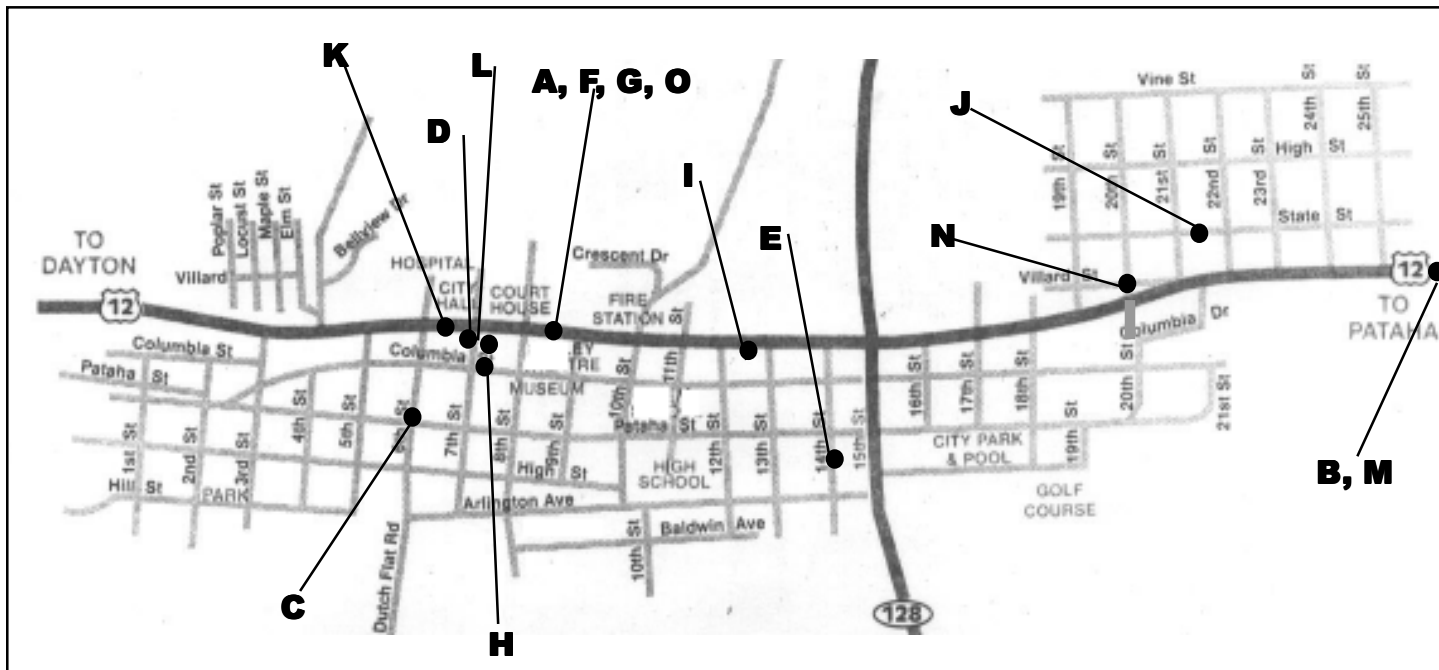 K
L
A, F, G, O
D
J
I
E
N
B, M
C
H
Vine St
24th St
25th St
High St
19th St
20th St
21st St
22nd St
23rd St
State St
Villard St
Poplar St
Locust St
Maple St
Elm St
Bellview Dr
Villard
TO
DAYTON
12
HOSPITAL
CITY
HALL
COURT
HOUSE
Crescent Dr
FIRE
STATION
11th St
12
TO
PATAHA
Columbia Dr
Columbia St
Columbia
Pataha St
MUSEUM
10th St
Pataha St
1st St
2nd St
3rd St
4th St
5th St
6th St
7th St
8th St
9th St
12th St
13th St
14th St
15th St
16th St
17th St
18th St
19th St
20th St
21st St
CITY PARK
& POOL
HIGH
SCHOOL
High St
Hill St
PARK
Arlington Ave
GOLF
COURSE
Baldwin Ave
10th St
Dutch Flat Rd
128